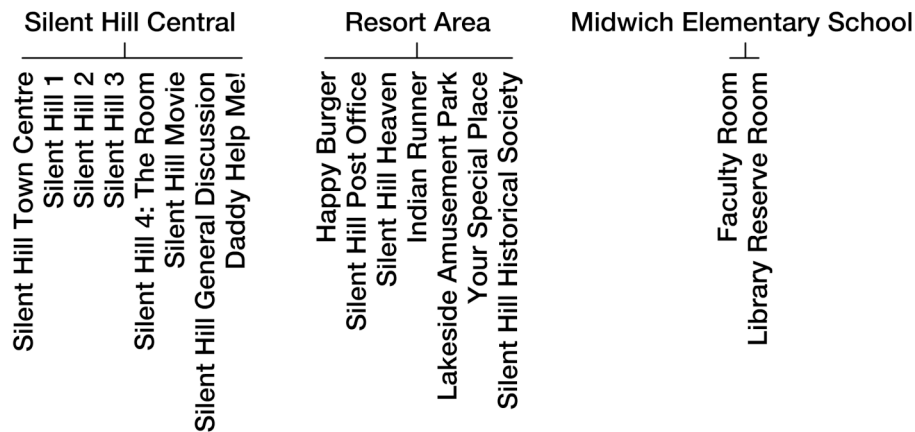 Silent Hill Central
Silent Hill Town Centre
Silent Hill 1
Silent Hill 2
Silent Hill 3
Silent Hill 4: The Room
Silent Hill Movie
Silent Hill General Discussion
Daddy Help Me!
Resort Area
Happy Burger
Silent Hill Post Office
Silent Hill Heaven
Indian Runner
Lakeside Amusement Park
Your Special Place
Silent Hill Historical Society
Midwich Elementary School
Faculty Room
Library Reserve Room